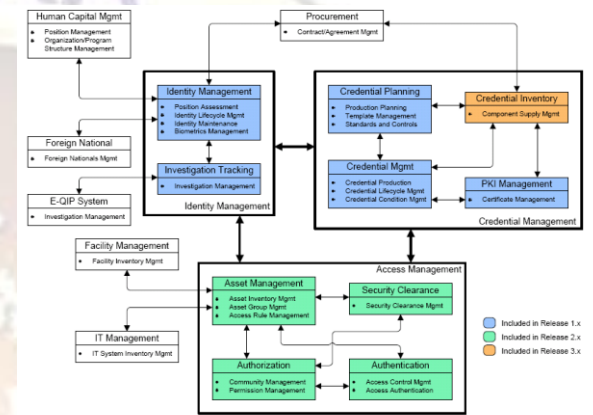 Human Capital Mgmt
Position Management
Organization/Program
Structure Management
Procurement
Contract/Agreement Mgmt
Identity Management
Position Assessment
Identity Lifecycle Mgmt
Identity Maintenance
Biometrics Management
Credential Planning
Production Planning
Template Management
Standards and Controls
Credential Inventory
Component Supply Mgmt
Foreign National
Foreign Nationals Mgmt
Investigation Tracking
Investigation Management
Credential Mgmt
Credential Production
Credential Lifecycle Mgmt
Credential Condition Mgmt
PKI Management
Certificate Management
E-QIP System
Investigation Management
Identity Management
Credential Management
Facility Management
Facility Inventory Mgmt
Access Management
Asset Management
Asset Inventory Mgmt
Asset Group Mgmt
Access Rule Management
Security Clearance
Security Clearance Mgmt
IT Management
IT System Inventory Mgmt
Authorization
Community Management
Permission Management
Authentication
Access Control Mgmt
Access Authentication
Included in Release 1.x
Included in Release 2.x
Included in Release 3.x